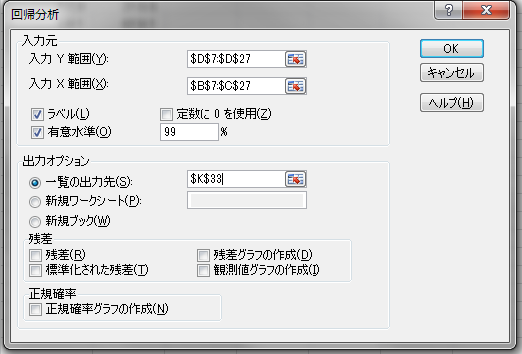 回帰分析
入力元
入力 Y 範囲(Y): $D$7:$D$27
入力 X 範囲(X): $B$7:$C$27
ラベル(L) 定数に 0 を使用(Z)
有意水準(O) 99 %
OK
キャンセル
ヘルプ(H)
出力オプション
一覧の出力先(S): $K$33
新規ワークシート(P):
新規ブック(W)
残差
残差(R) 残差グラフの作成(D)
標準化された残差(T) 観測値グラフの作成(I)
正規確率
正規確率グラフの作成(N)